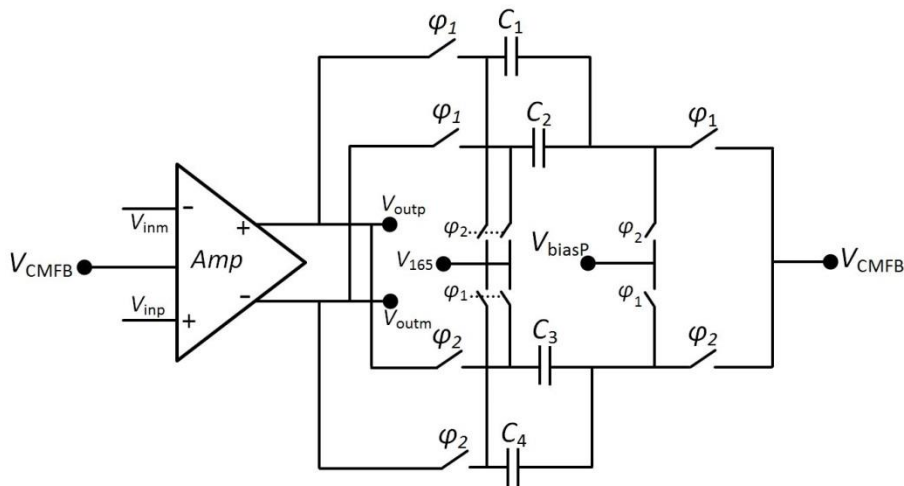 φ1 C1
φ1 C2 φ1
Voutp
Vinm - + φ2 φ2
VCMFB Amp V165 VbiasP VCMFB
Vinp + - φ1 φ1
Voutm
φ2 C3 φ2
φ2 C4